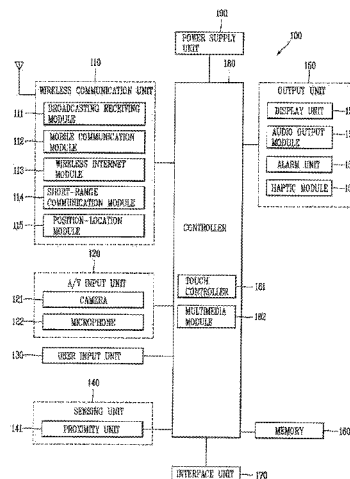 190
POWER SUPPLY
UNIT
100
110
180
150
WIRELESS COMMUNICATION UNIT
OUTPUT UNIT
111
BROADCASTING RECEIVING
MODULE
DISPLAY UNIT
112
MOBILE COMMUNICATION
MODULE
AUDIO OUTPUT
MODULE
113
WIRELESS INTERNET
MODULE
ALARM UNIT
114
SHORT-RANGE
COMMUNICATION MODULE
HAPTIC MODULE
115
POSITION-LOCATION
MODULE
CONTROLLER
120
A/V INPUT UNIT
121
CAMERA
TOUCH
CONTROLLER
181
122
MICROPHONE
MULTIMEDIA
MODULE
182
130
USER INPUT UNIT
140
SENSING UNIT
141
PROXIMITY UNIT
MEMORY
160
INTERFACE UNIT
170